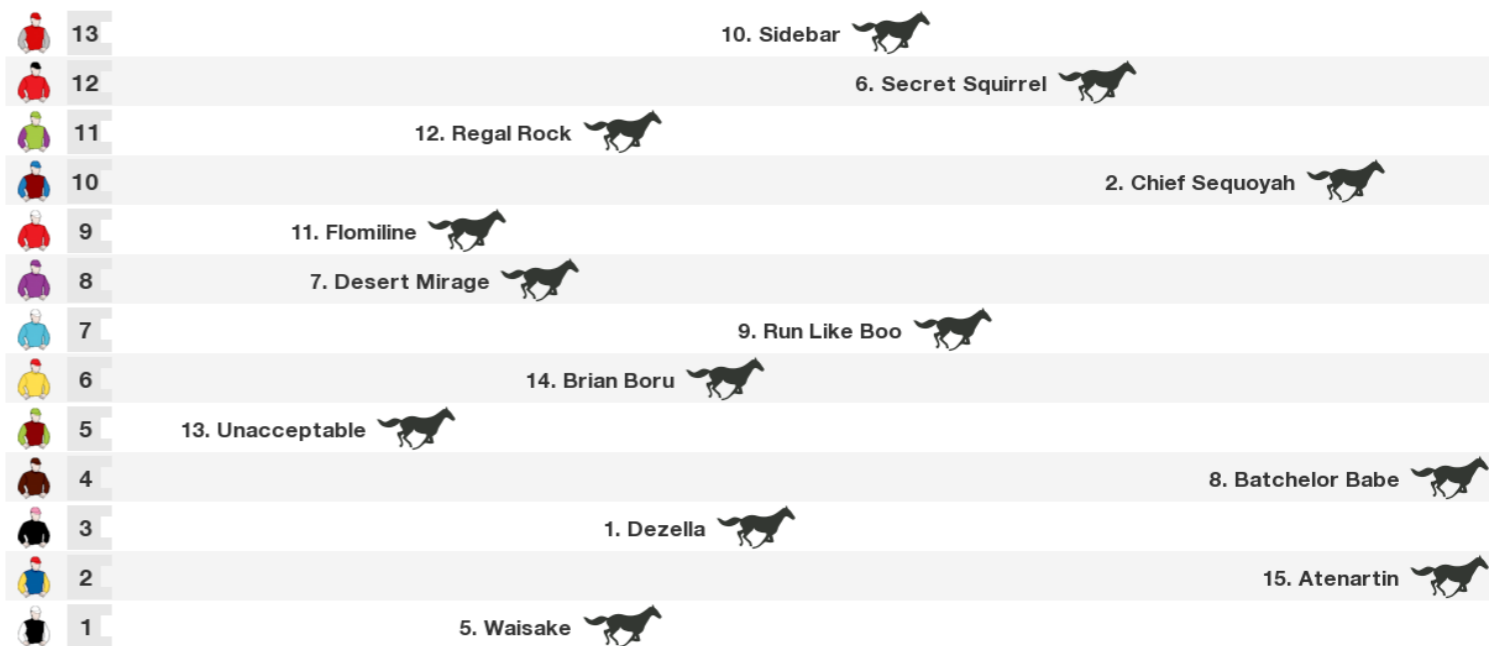 13 10. Sidebar
12 6. Secret Squirrel
11 12. Regal Rock
10 2. Chief Sequoyah
9 11. Flomiline
8 7. Desert Mirage
7 9. Run Like Boo
6 14. Brian Boru
5 13. Unacceptable
4 8. Batchelor Babe
3 1. Dezella
2 15. Atenartin
1 5. Waisake